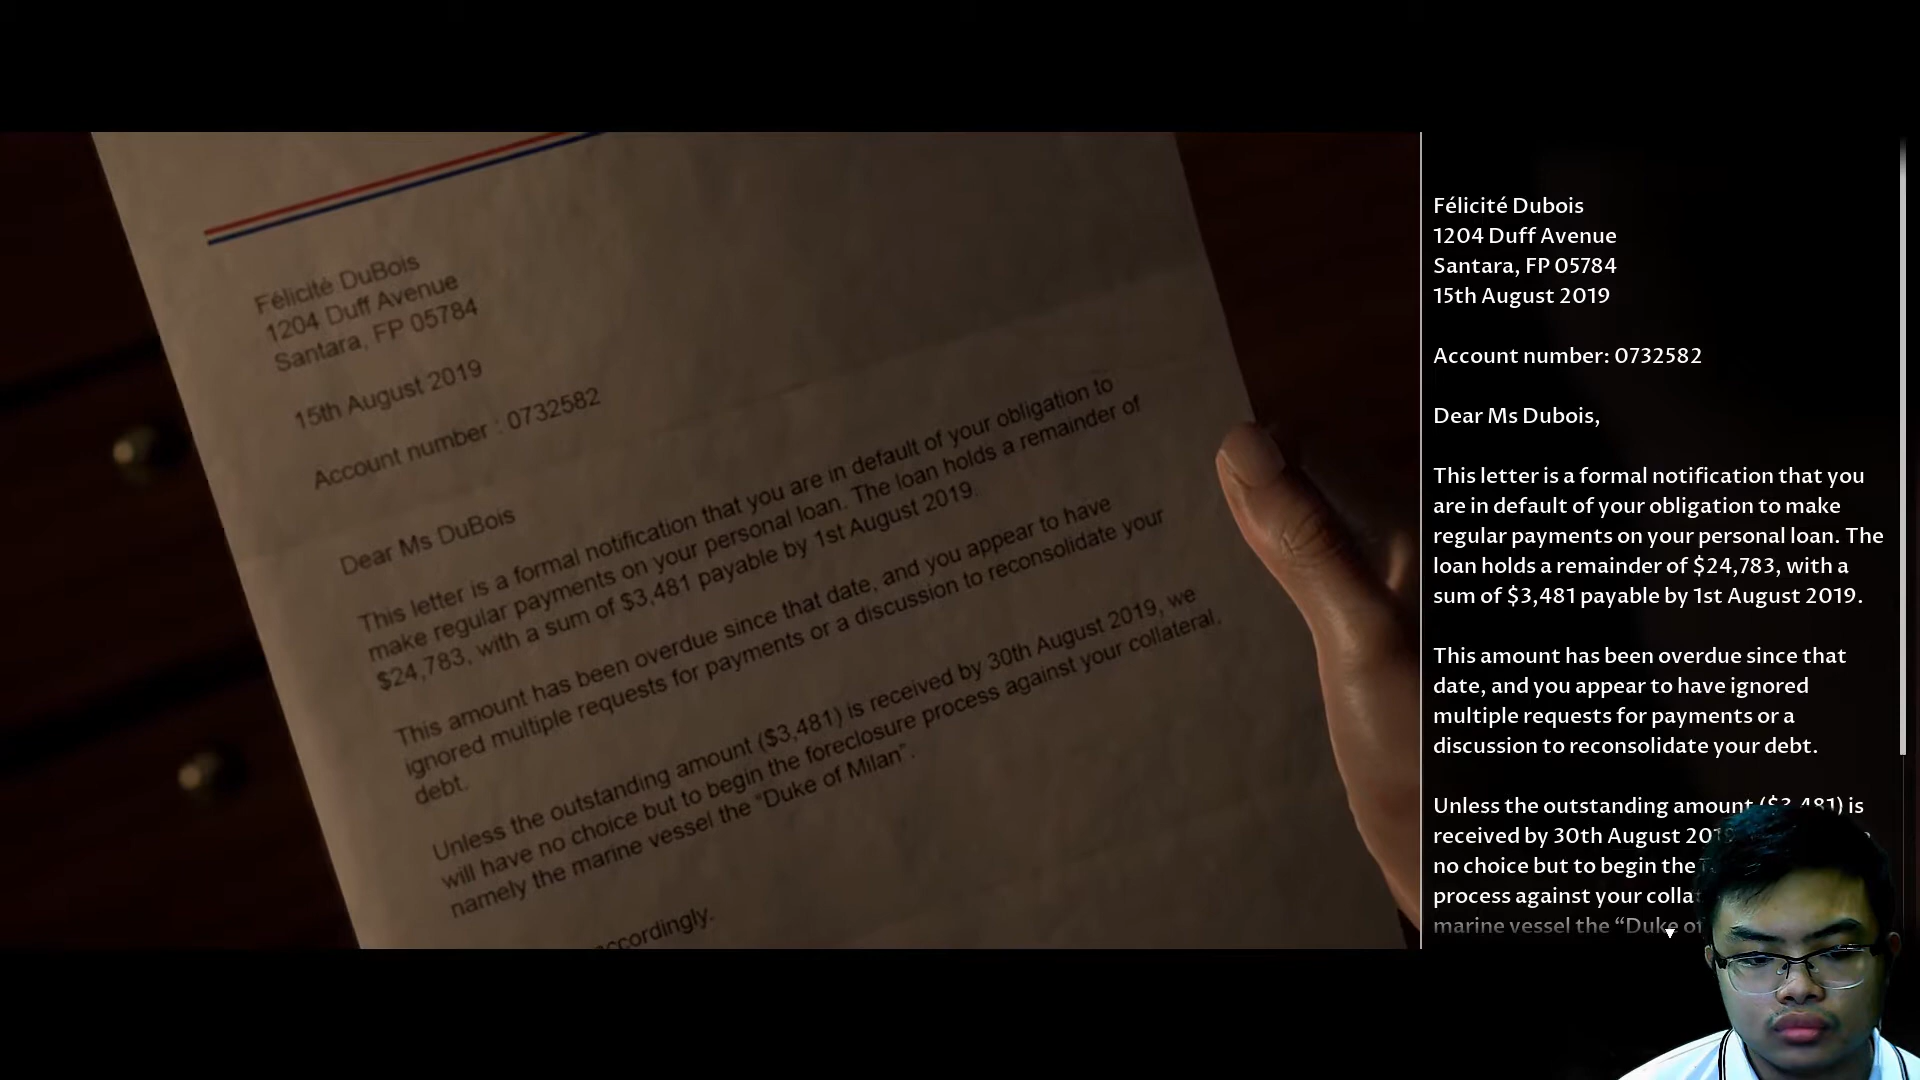 Félicité DuBois
1204 Duff Avenue
Santara, FP 05784
15th August 2019
Account number : 0732582
Dear Ms DuBois
This letter is a formal notification that you are in default of your obligation to
make regular payments on your personal loan. The loan holds a remainder of
$24,783, with a sum of $3,481 payable by 1st August 2019.
This amount has been overdue since that date, and you appear to have
ignored multiple requests for payments or a discussion to reconsolidate your
debt.
Unless the outstanding amount ($3,481) is received by 30th August 2019, we
will have no choice but to begin the foreclosure process against your collateral,
namely the marine vessel the "Duke of Milan".
Félicité Dubois
1204 Duff Avenue
Santara, FP 05784
15th August 2019
Account number: 0732582
Dear Ms Dubois,
This letter is a formal notification that you
are in default of your obligation to make
regular payments on your personal loan. The
loan holds a remainder of $24,783, with a
sum of $3,481 payable by 1st August 2019.
This amount has been overdue since that
date, and you appear to have ignored
multiple requests for payments or a
discussion to reconsolidate your debt.
Unless the outstanding amount ($3,481) is
received by 30th August
no choice but to begin the
process against your
marine vessel the “Duke